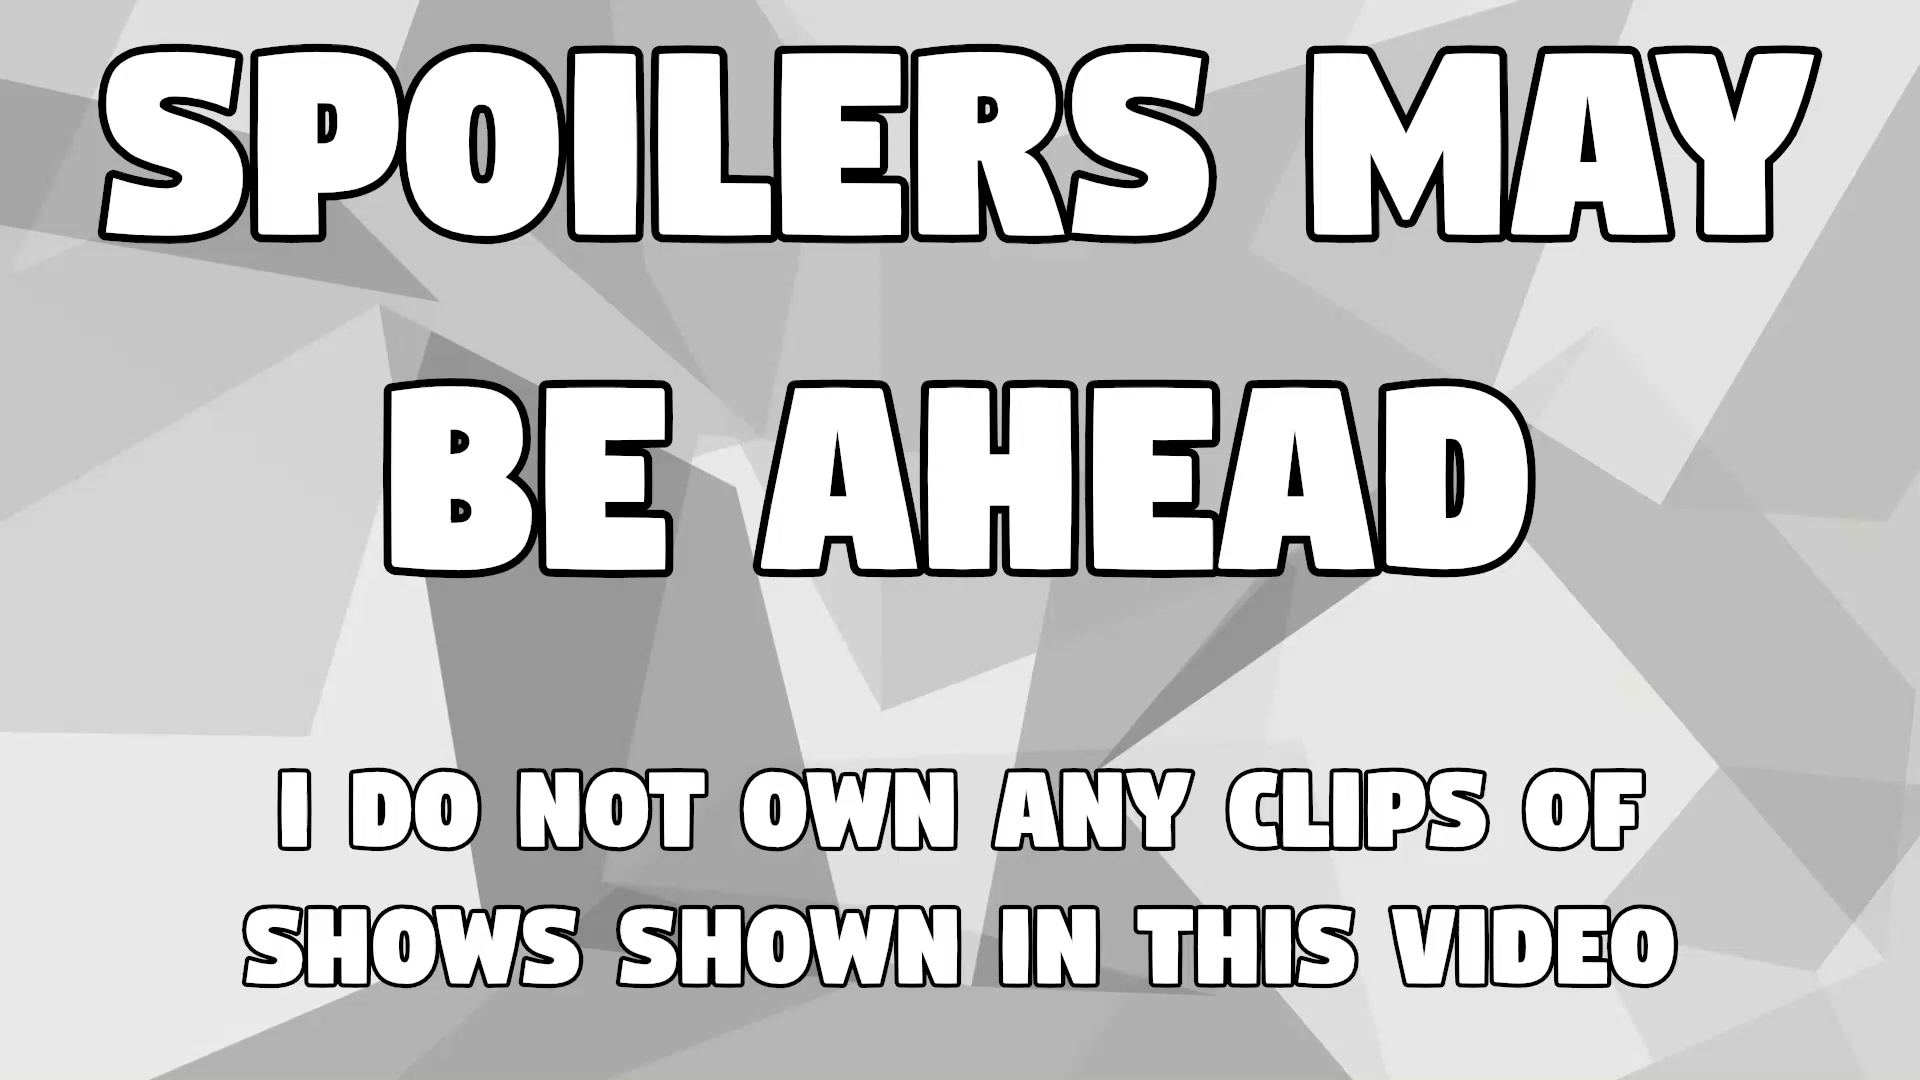 SPOILERS MAY
BE AHEAD
I DO NOT OWN ANY CLIPS OF
SHOWS SHOWN IN THIS VIDEO